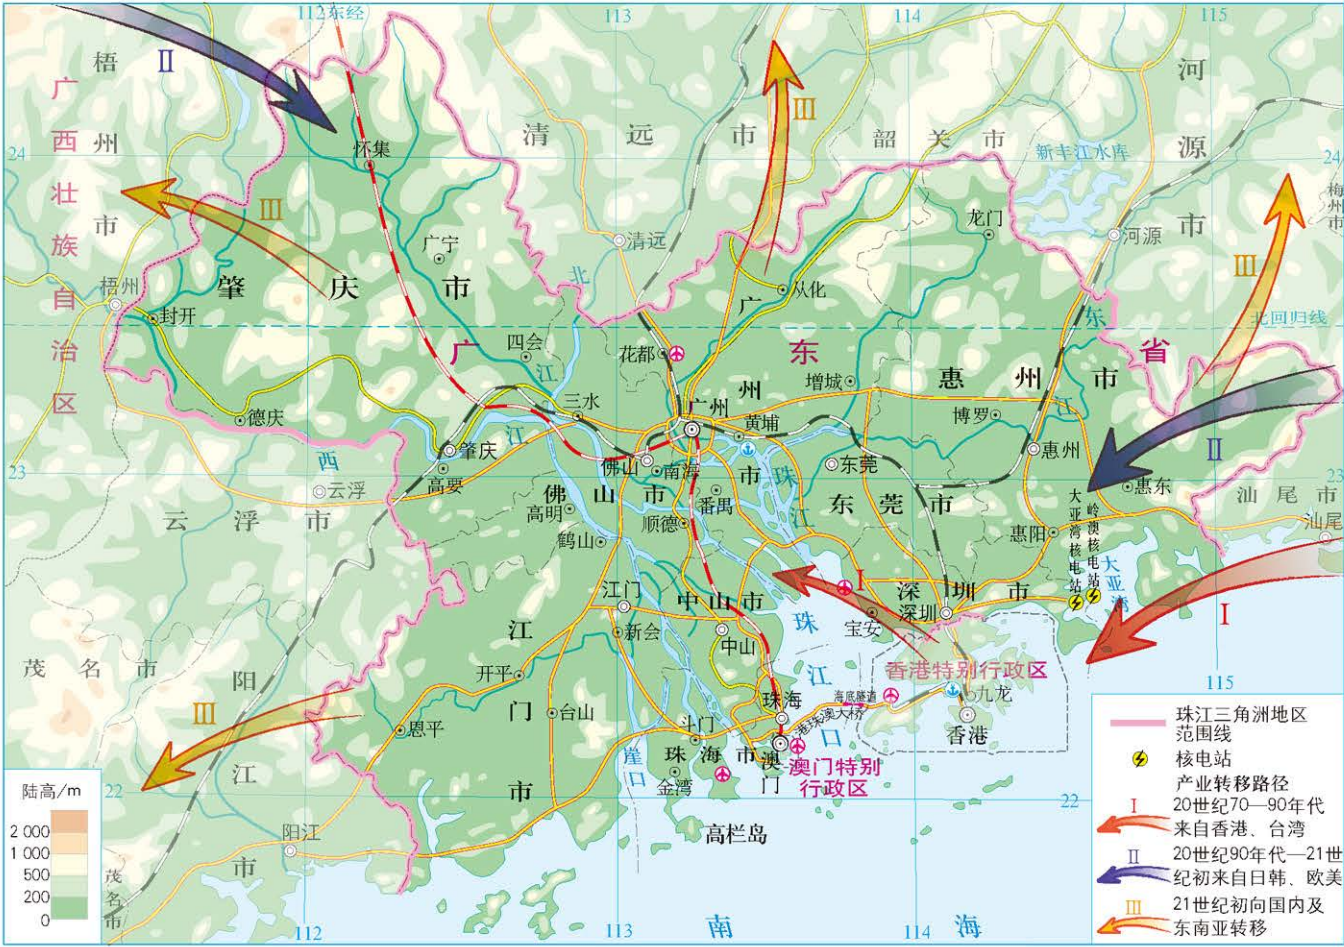 112东经
113
114
115
Ⅱ
Ⅲ
梧州市
广西壮族自治区
清远市
韶关市
河源市
24
24
怀集
新丰江水库
梅州市
Ⅲ
广宁
清远
北
龙门
河源
Ⅲ
梧州
肇庆市
封开
从化
广
东
北回归线
四会
花都
广
东
省
江
增城
惠州市
州
德庆
三水
广州
黄埔
博罗
江
江
肇庆
西
佛山
南海
珠
东莞
惠州
Ⅱ
23
23
云浮
高要
佛山市
市
番禺
惠东
汕尾市
云浮市
高明
顺德
江
东莞市
大亚湾核电站
岭澳核电站
惠阳
汕尾
鹤山
大亚湾
Ⅰ
江门
中山市
深圳市
深圳
宝安
Ⅰ
新会
珠
中山
茂名市
阳
江
开平
香港特别行政区
江
115
Ⅲ
恩平
门
台山
珠海
海底隧道
九龙
斗门
港珠澳大桥
香港
口
崖口
珠海市
澳门
澳门特别
行政区
金湾
江
市
22
22
高栏岛
阳江
市
茂名市
112
113
114
南海
陆高/m
2 000
1 000
500
200
0
珠江三角洲地区
范围线
核电站
产业转移路径
Ⅰ
20世纪70—90年代
来自香港、台湾
Ⅱ
20世纪90年代—21世
纪初来自日韩、欧美
Ⅲ
21世纪初向国内及
东南亚转移